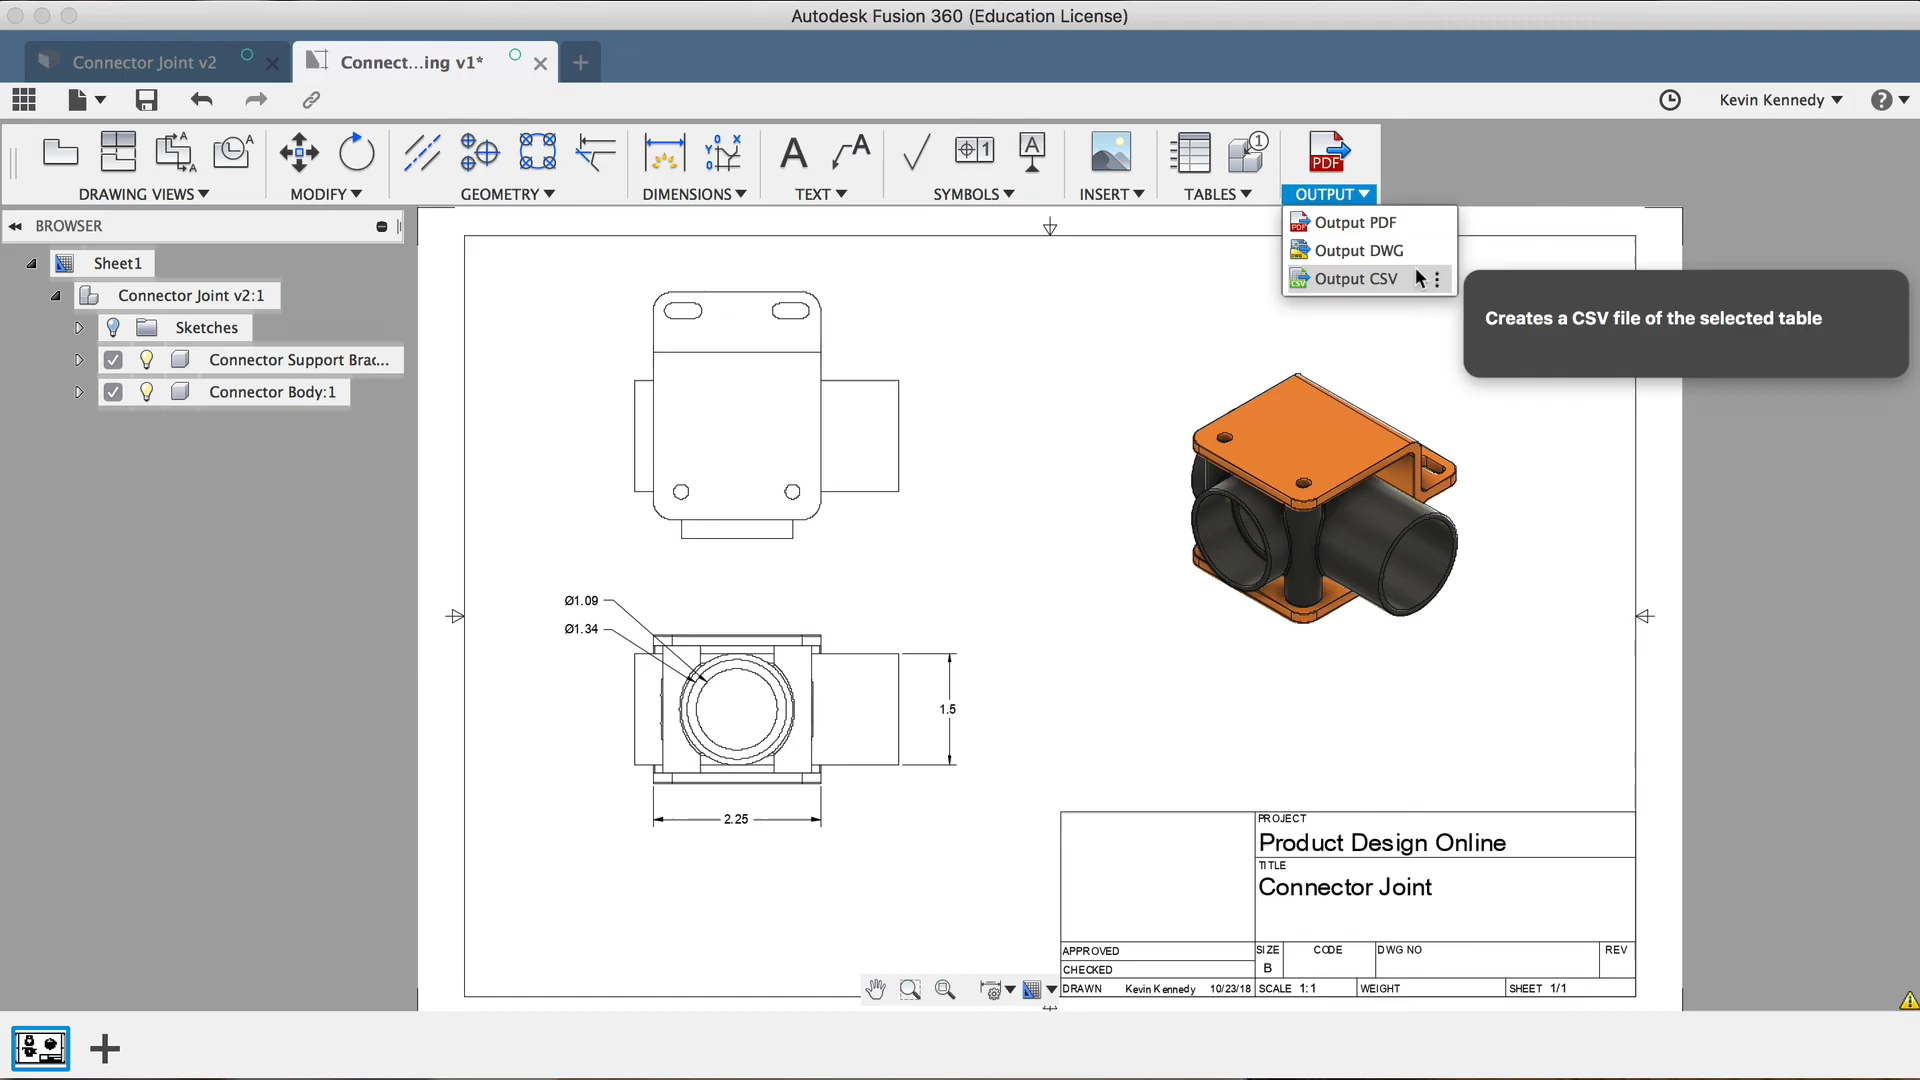 Autodesk Fusion 360 (Education License)
Connector Joint v2
Connect...ing v1*
Kevin Kennedy
DRAWING VIEWS
MODIFY
GEOMETRY
DIMENSIONS
TEXT
SYMBOLS
INSERT
TABLES
OUTPUT
BROWSER
Sheet1
Connector Joint v2:1
Sketches
Connector Support Brac...
Connector Body:1
Output PDF
Output DWG
Output CSV
Creates a CSV file of the selected table
Ø1.09
Ø1.34
1.5
2.25
PROJECT
Product Design Online
TITLE
Connector Joint
APPROVED
CHECKED
DRAWN Kevin Kennedy 10/23/18
SIZE
B
CODE
DWG NO
REV
SCALE 1:1
WEIGHT
SHEET 1/1